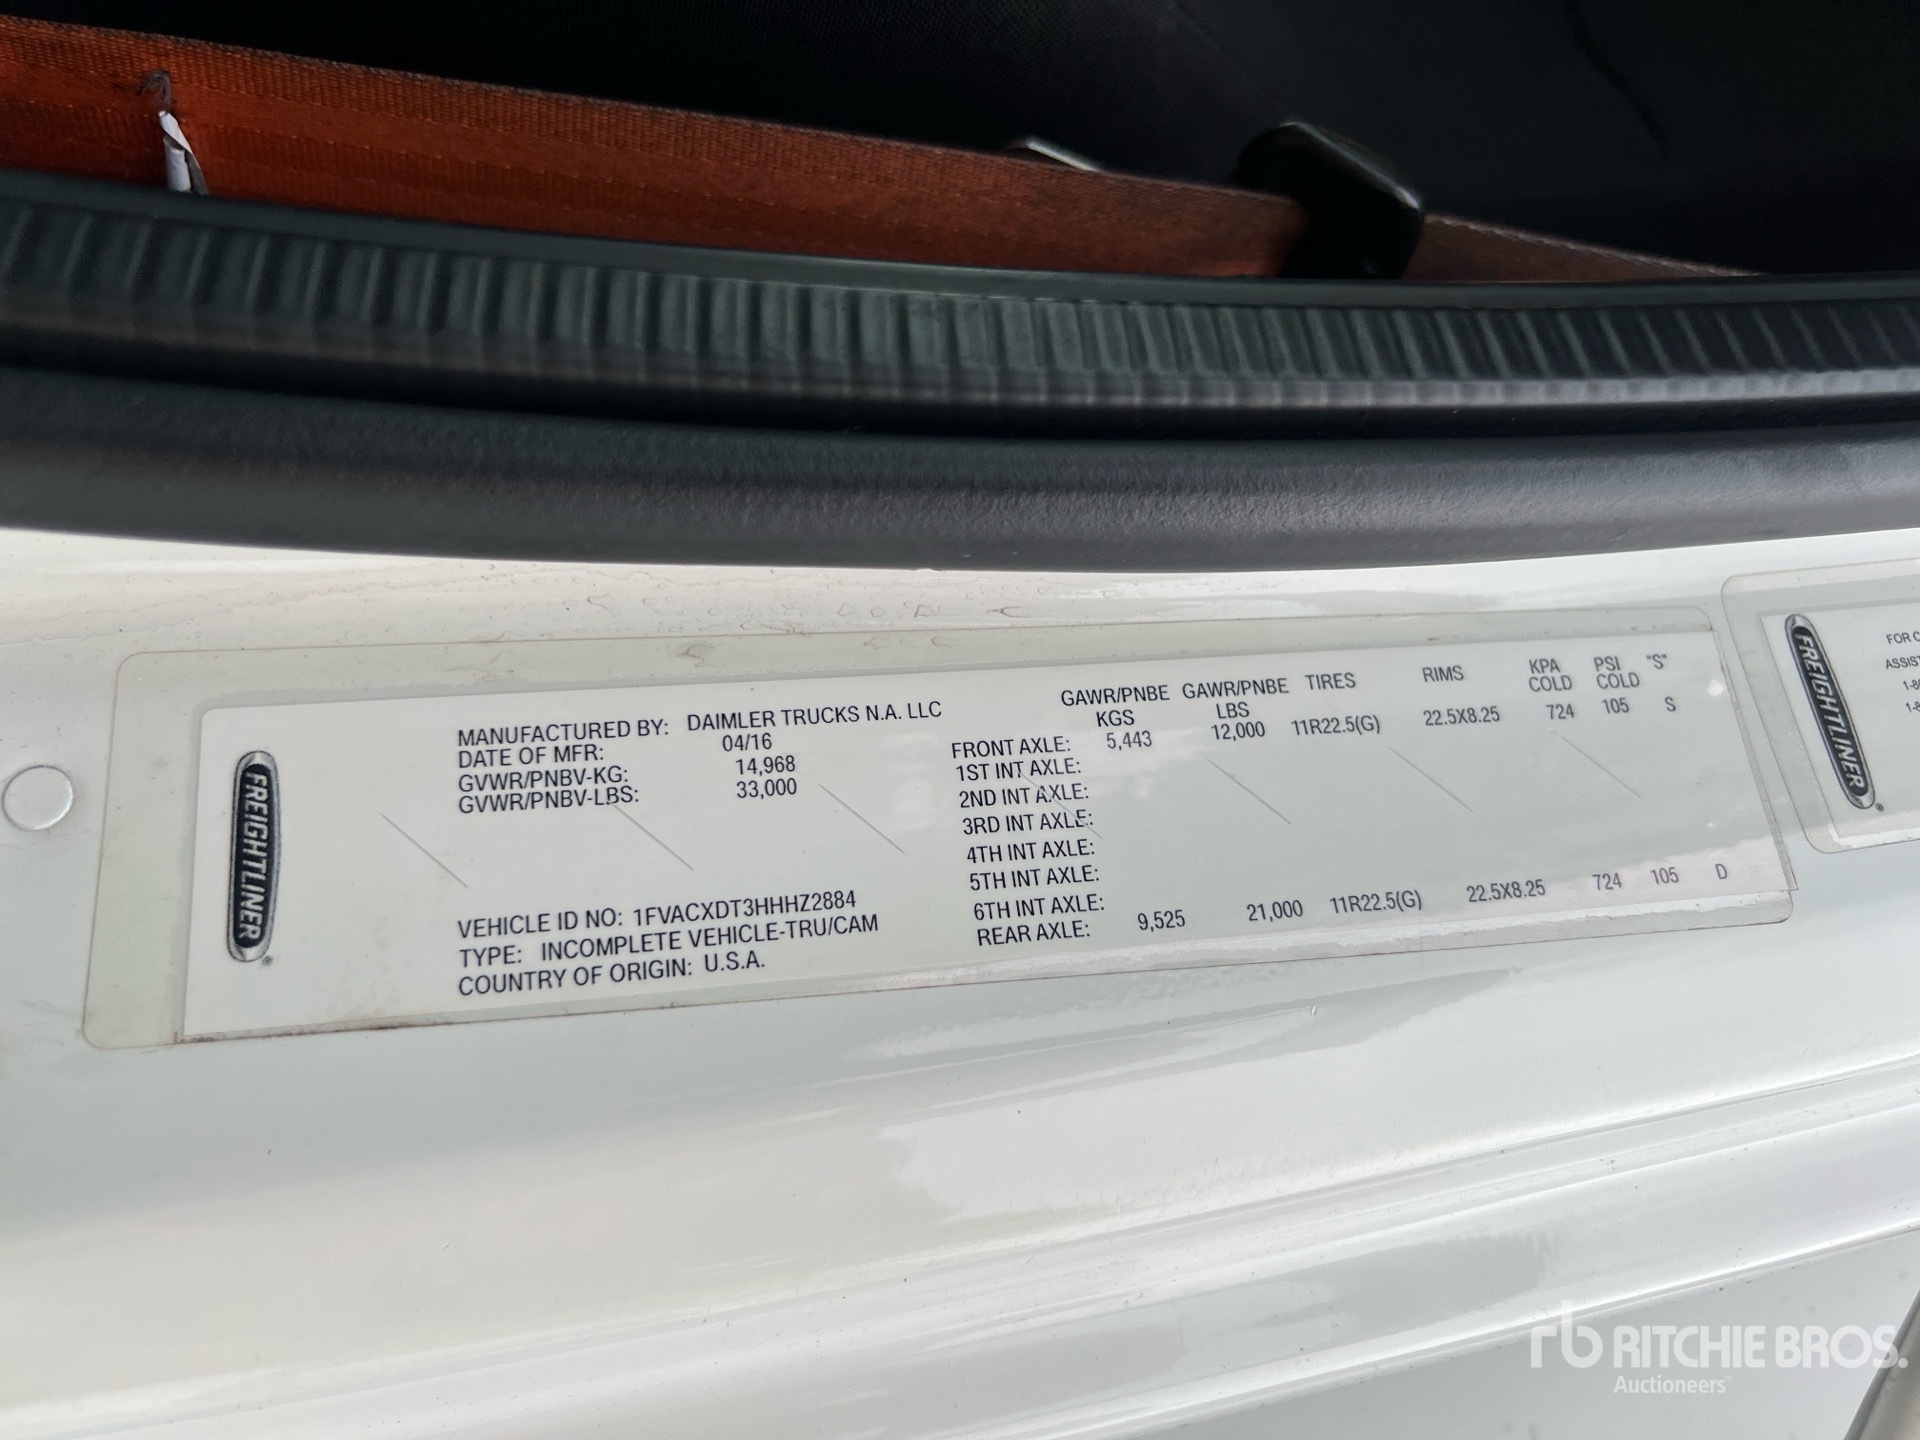 FREIGHTLINER
MANUFACTURED BY: DAIMLER TRUCKS N.A. LLC
DATE OF MFR: 04/16
GVWR/PNBV-KG: 14,968
GVWR/PNBV-LBS: 33,000
VEHICLE ID NO: 1FVACXDT3HHHZ2884
TYPE: INCOMPLETE VEHICLE-TRU/CAM
COUNTRY OF ORIGIN: U.S.A.
GAWR/PNBE GAWR/PNBE TIRES RIMS KPA PSI "S"
KGS LBS COLD COLD
FRONT AXLE: 5,443 12,000 11R22.5(G) 22.5X8.25 724 105 S
1ST INT AXLE:
2ND INT AXLE:
3RD INT AXLE:
4TH INT AXLE:
5TH INT AXLE:
6TH INT AXLE:
REAR AXLE: 9,525 21,000 11R22.5(G) 22.5X8.25 724 105 D
FREIGHTLINER
FOR
rb RITCHIE BROS.
Auctioneers